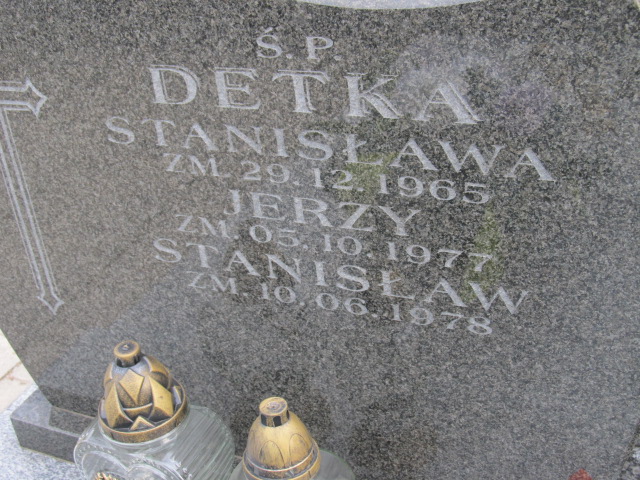 Ś.P.
DETKA
STANISŁAWA
ZM. 29.12.1965
JERZY
ZM. 05.10.1977
STANISŁAW
ZM. 10.06.1978